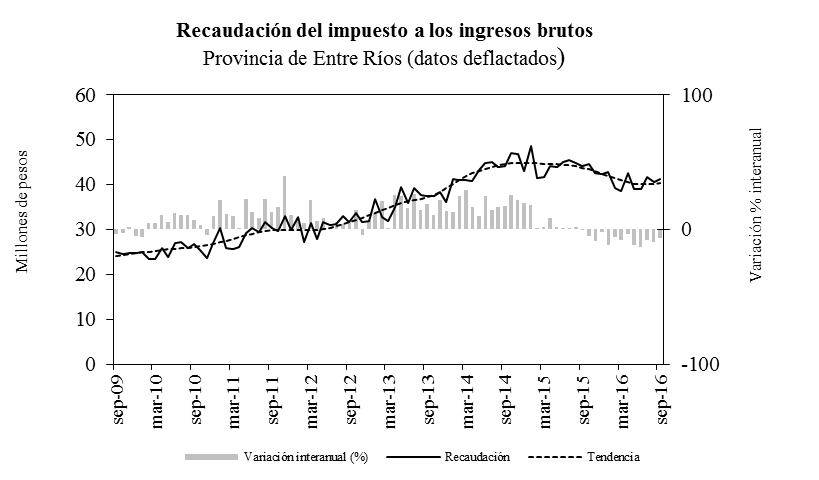 Recaudación del impuesto a los ingresos brutos
Provincia de Entre Ríos (datos deflactados)
Millones de pesos
60
50
40
30
20
10
0
100
0
-100
Variación % interanual
sep-09
mar-10
sep-10
mar-11
sep-11
mar-12
sep-12
mar-13
sep-13
mar-14
sep-14
mar-15
sep-15
mar-16
sep-16
Variación interanual (%) Recaudación Tendencia